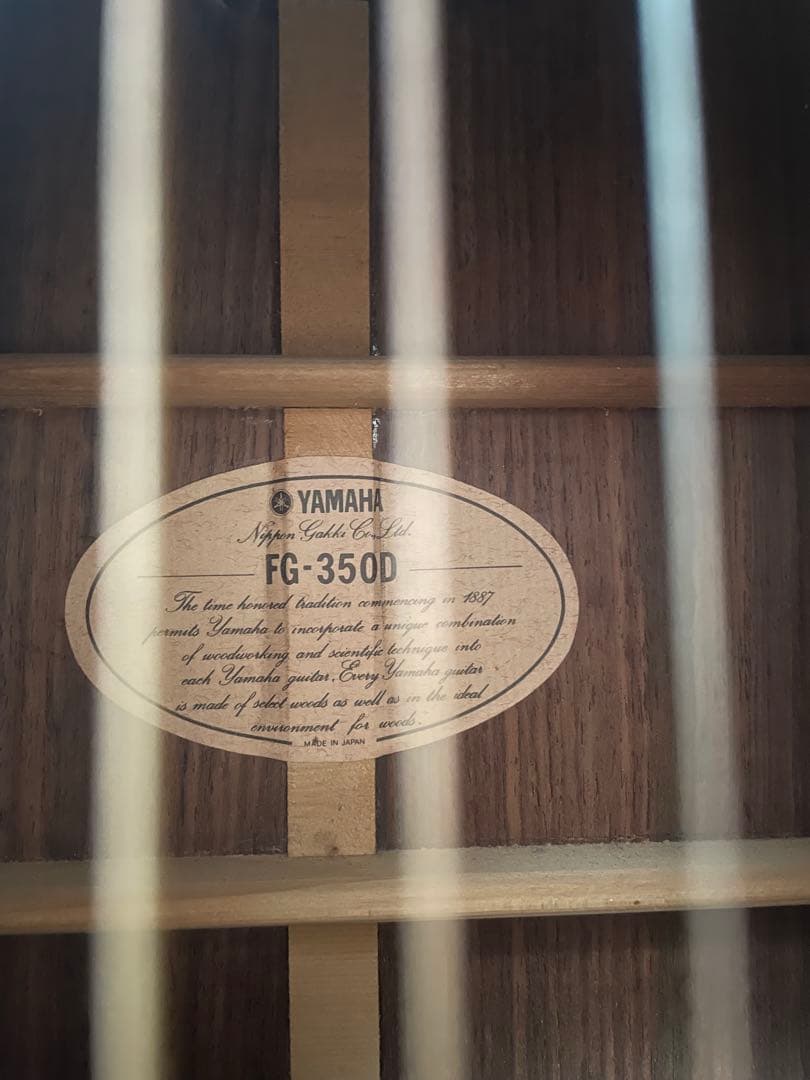 YAMAHA
Nippon Gakki Co., Ltd.
FG-350D
The time honored tradition commencing in 1887
permits Yamaha to incorporate a unique combination
of woodworking and scientific technique into
each Yamaha guitar. Every Yamaha guitar
is made of select woods as well as in the ideal
environment for woods.
MADE IN JAPAN